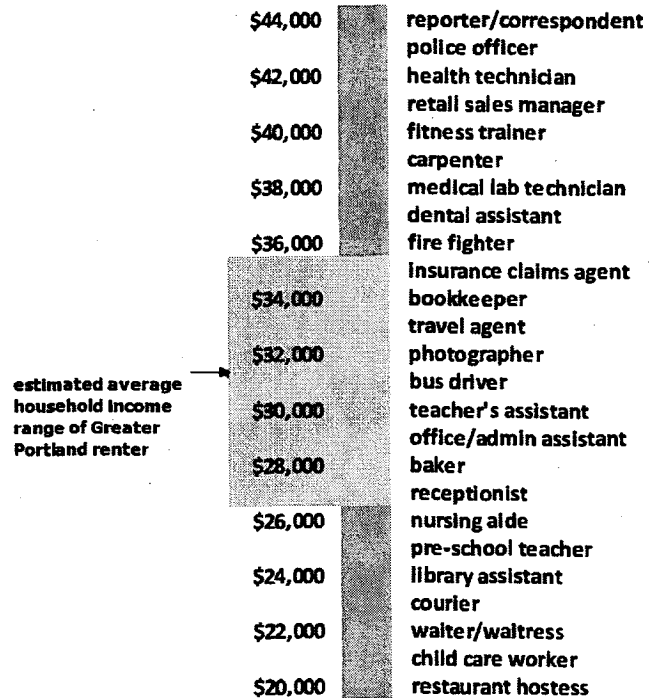 $44,000 reporter/correspondent
police officer
$42,000 health technician
retail sales manager
$40,000 fitness trainer
carpenter
$38,000 medical lab technician
dental assistant
$36,000 fire fighter
insurance claims agent
$34,000 bookkeeper
travel agent
$32,000 photographer
bus driver
$30,000 teacher's assistant
office/admin assistant
$28,000 baker
receptionist
$26,000 nursing aide
pre-school teacher
$24,000 library assistant
courier
$22,000 waiter/waitress
child care worker
$20,000 restaurant hostess
estimated average
household income
range of Greater
Portland renter